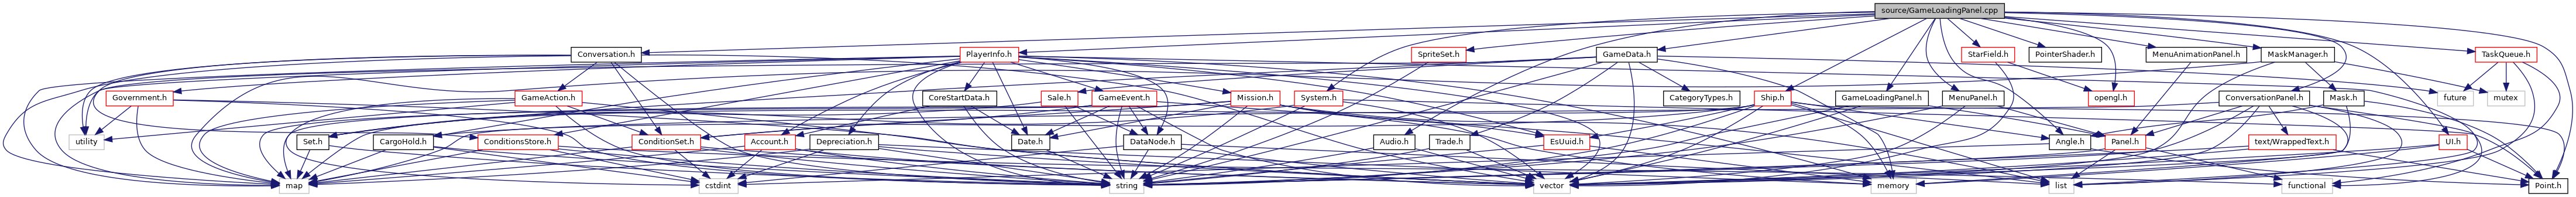 source/GameLoadingPanel.cpp
Conversation.h
PlayerInfo.h
SpriteSet.h
GameData.h
StarField.h
PointerShader.h
MenuAnimationPanel.h
MaskManager.h
TaskQueue.h
Government.h
GameAction.h
CoreStartData.h
Sale.h
GameEvent.h
Mission.h
System.h
CategoryTypes.h
Ship.h
GameLoadingPanel.h
MenuPanel.h
opengl.h
ConversationPanel.h
Mask.h
future
mutex
utility
Set.h
CargoHold.h
ConditionsStore.h
ConditionSet.h
Account.h
Depreciation.h
Date.h
DataNode.h
Audio.h
Trade.h
EsUuid.h
Angle.h
Panel.h
text/WrappedText.h
UI.h
map
cstdint
string
vector
memory
list
functional
Point.h